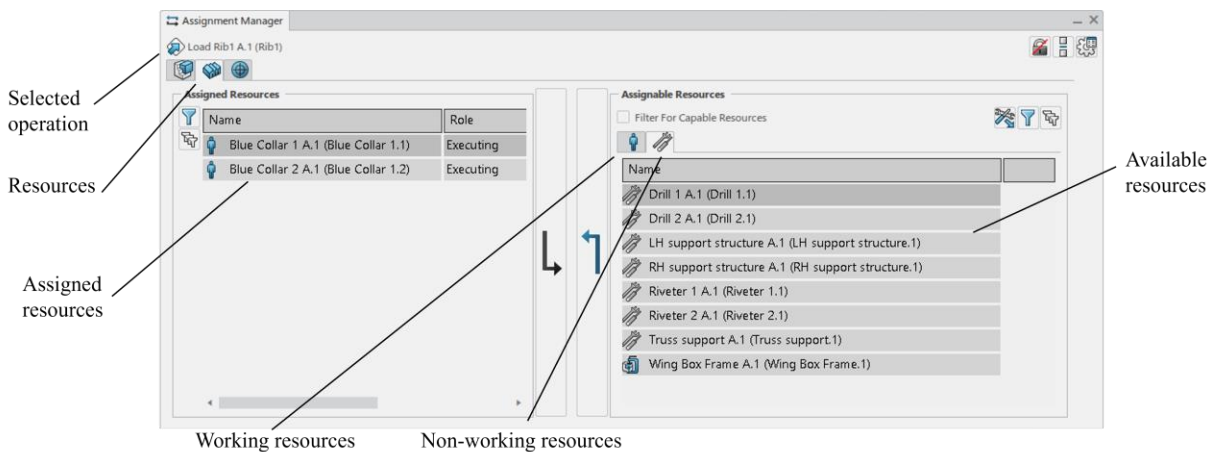 Assignment Manager
Load Rib1 A.1 (Rib1)
Selected
operation
Resources
Assigned
resources
Assigned Resources
Name Role
Blue Collar 1 A.1 (Blue Collar 1.1) Executing
Blue Collar 2 A.1 (Blue Collar 1.2) Executing
Assignable Resources
Filter For Capable Resources
Name
Drill 1 A.1 (Drill 1.1)
Drill 2 A.1 (Drill 2.1)
LH support structure A.1 (LH support structure.1)
RH support structure A.1 (RH support structure.1)
Riveter 1 A.1 (Riveter 1.1)
Riveter 2 A.1 (Riveter 2.1)
Truss support A.1 (Truss support.1)
Wing Box Frame A.1 (Wing Box Frame.1)
Available
resources
Working resources
Non-working resources